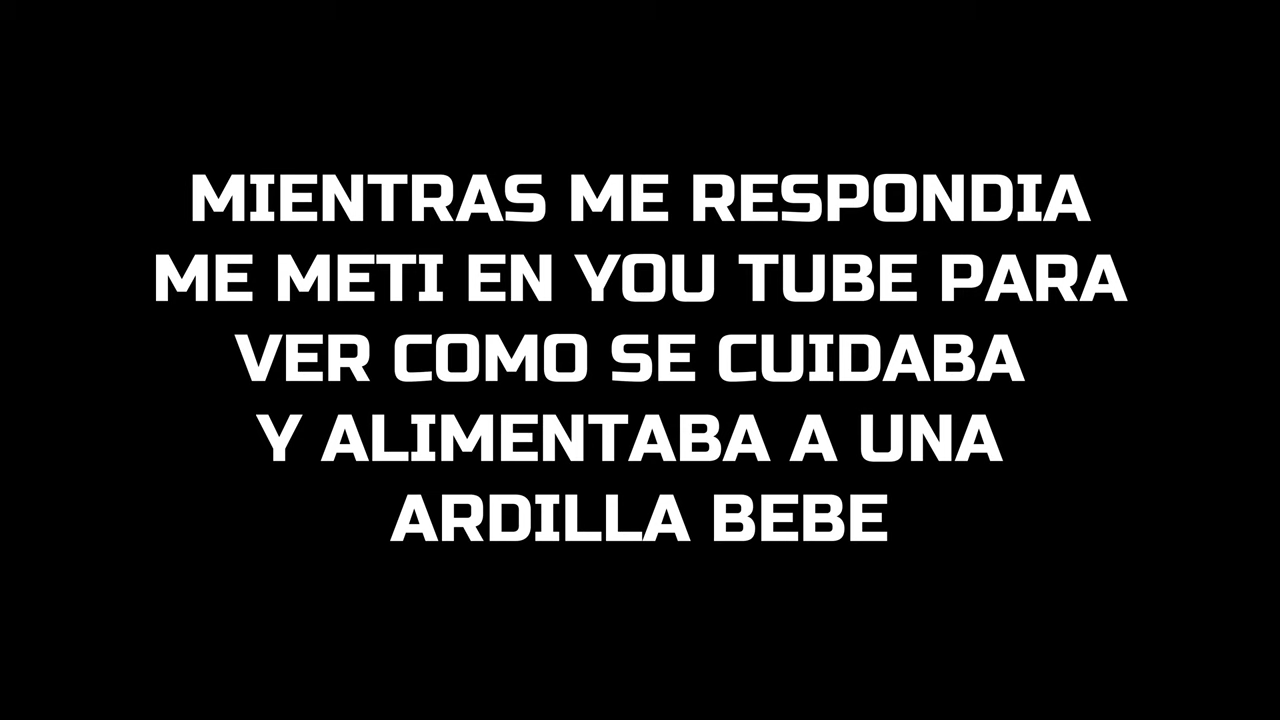 MIENTRAS ME RESPONDIA
ME METI EN YOU TUBE PARA
VER COMO SE CUIDABA
Y ALIMENTABA A UNA
ARDILLA BEBE